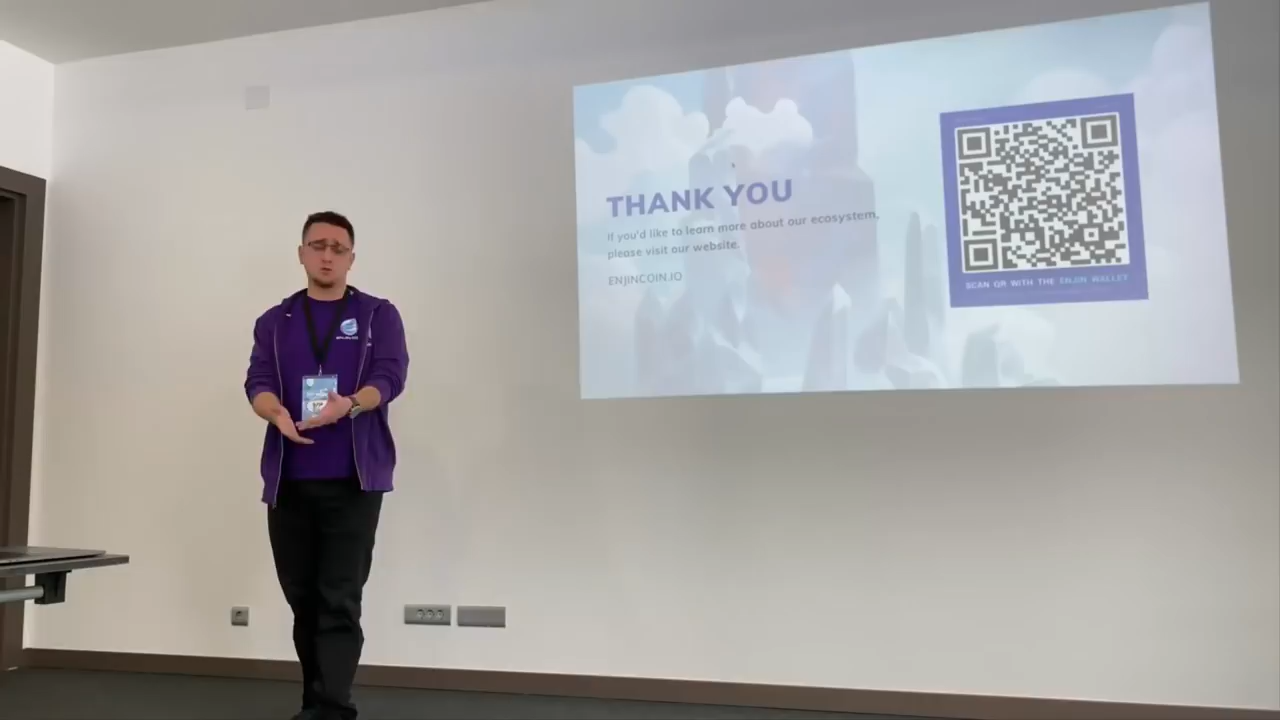 THANK YOU
If you'd like to learn more about our ecosystem,
please visit our website.
ENJINCOIN.IO
SCAN QR WITH THE ENJIN WALLET